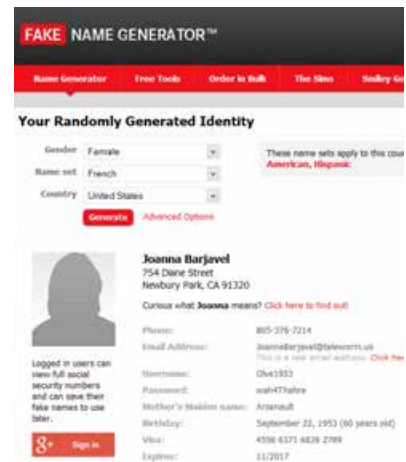 FAKE NAME GENERATOR™
Name Generator Free Tools Order in Bulk The Sims Smiley Ge
Your Randomly Generated Identity
Gender Female
Name set French
Country United States
These name sets apply to this cou
American, Hispanic
Generate Advanced Options
Joanna Barjavel
754 Diane Street
Newbury Park, CA 91320
Curious what Joanna means? Click here to find out!
Logged in users can
view full social
security numbers
and can save their
fake names to use
later.
8+ Sign in
Phone: 805-376-7214
Email Address: JoannaBarjavel@teleworm.us
This is a real email address. Click her
Username: Olve1953
Password: wah4Thahre
Mother's Maiden name: Arsenault
Birthday: September 22, 1953 (60 years old)
Visa: 4556 6371 6826 2799
Expires: 11/2017